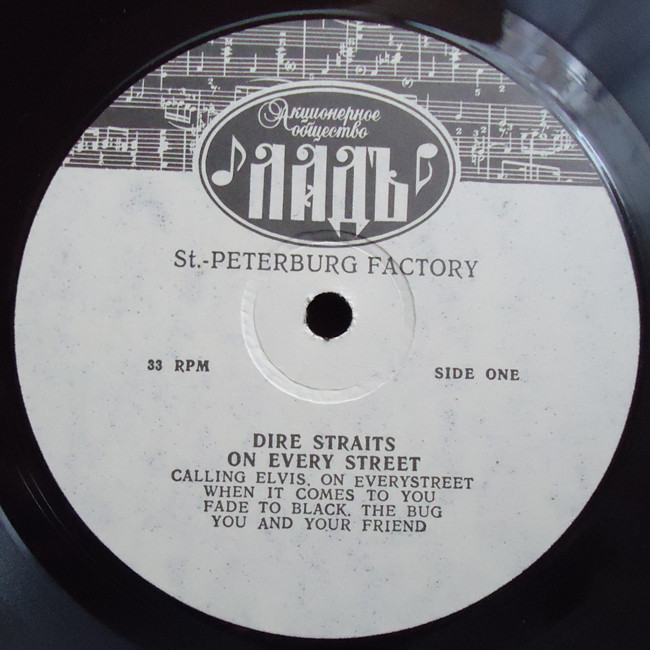 Акционерное
общество
ЛАДЪ
St.-PETERBURG FACTORY
33 RPM
SIDE ONE
DIRE STRAITS
ON EVERY STREET
CALLING ELVIS, ON EVERYSTREET
WHEN IT COMES TO YOU
FADE TO BLACK. THE BUG
YOU AND YOUR FRIEND